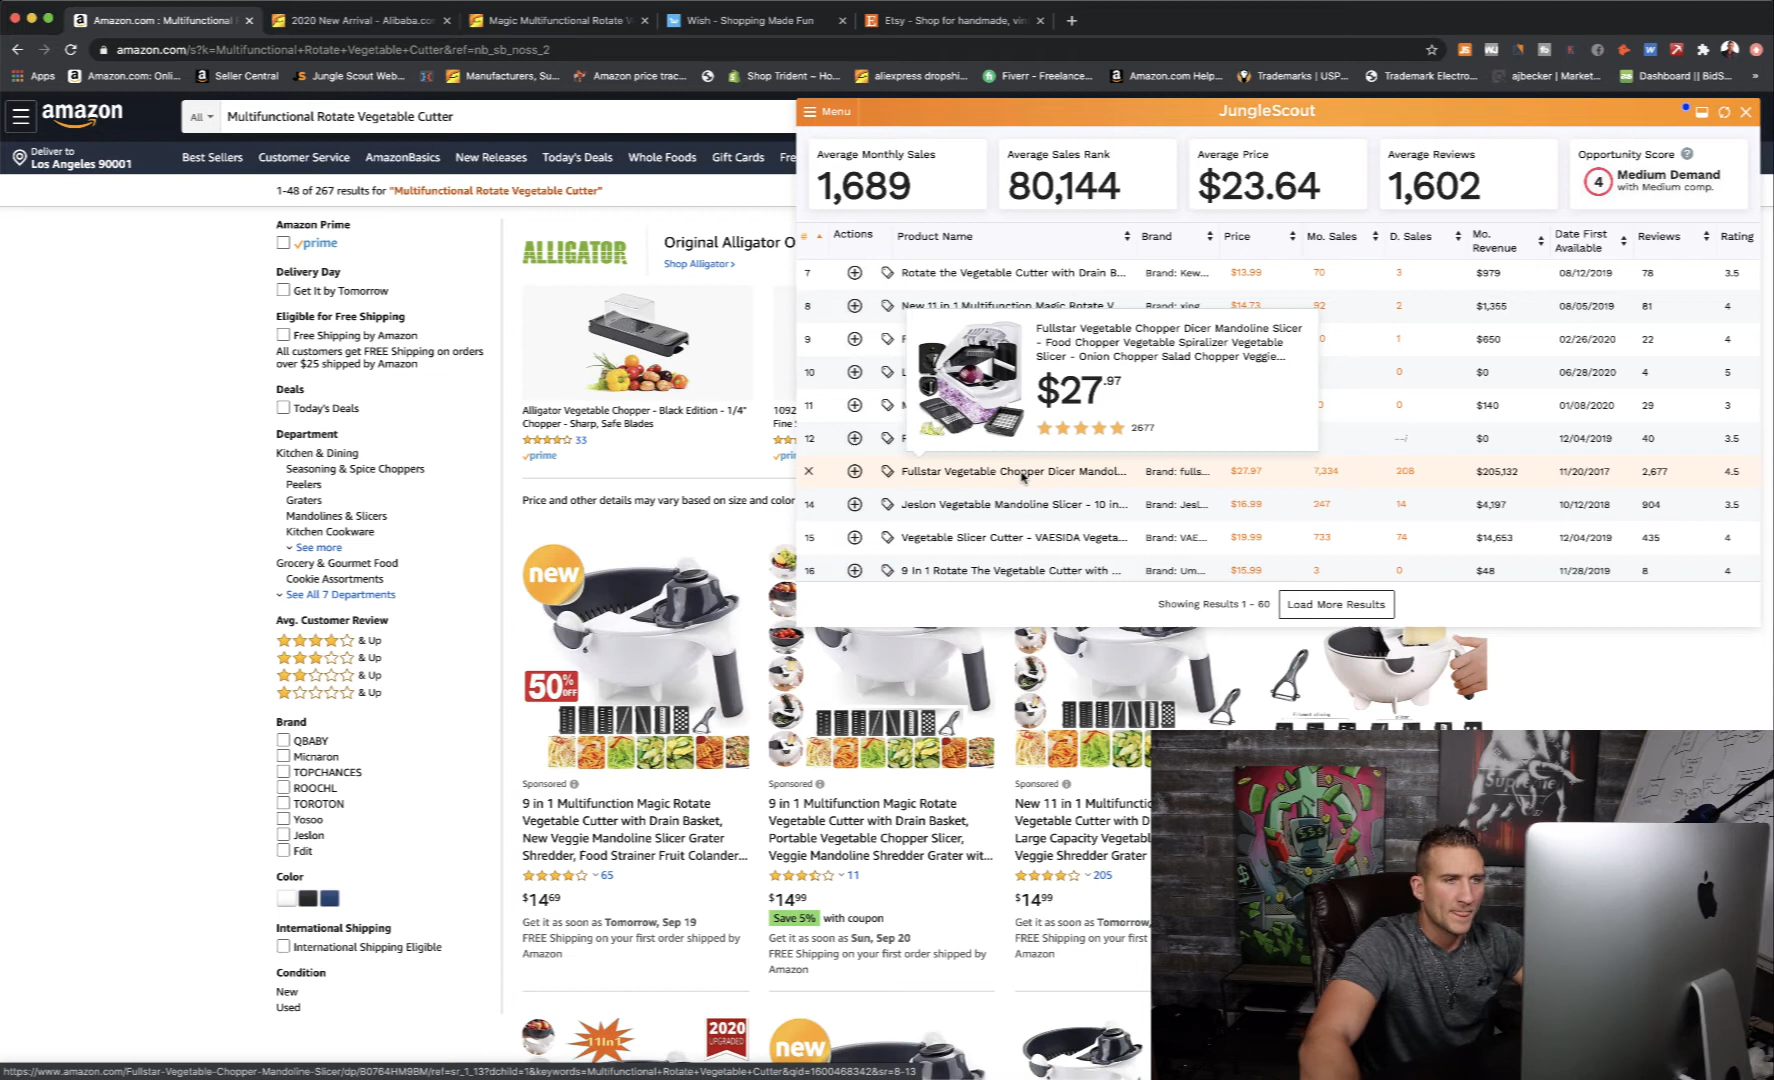 Amazon.com : Multifunctional
2020 New Arrival - Alibaba.co
Magic Multifunctional Rotate
Wish - Shopping Made Fun
Etsy - Shop for handmade, vin
amazon.com/s?k=Multifunctional+Rotate+Vegetable+Cutter&ref=nb_sb_noss_2
Apps
Amazon.com: Onli...
Seller Central
Jungle Scout Web...
Manufacturers, Su...
Amazon price trac...
Shop Trident – Ho...
aliexpress dropshi...
Fiverr - Freelance...
Amazon.com Help...
Trademarks | USP...
Trademark Electro...
ajbecker | Market...
Dashboard || BidS...
amazon
All
Multifunctional Rotate Vegetable Cutter
Deliver to
Los Angeles 90001
Best Sellers
Customer Service
AmazonBasics
New Releases
Today's Deals
Whole Foods
Gift Cards
Fre
1-48 of 267 results for "Multifunctional Rotate Vegetable Cutter"
Menu
JungleScout
Average Monthly Sales
1,689
Average Sales Rank
80,144
Average Price
$23.64
Average Reviews
1,602
Opportunity Score
4
Medium Demand
with Medium comp.
# Actions Product Name Brand Price Mo. Sales D. Sales Mo. Revenue Date First Available Reviews Rating
7 Rotate the Vegetable Cutter with Drain B... Brand: Kew... $13.99 70 3 $979 08/12/2019 78 3.5
8 New 11 in 1 Multifunction Magic Rotate V Brand: xing $14.73 92 2 $1,355 08/05/2019 81 4
9 1 $650 02/26/2020 22 4
10 0 $0 06/28/2020 4 5
11 0 $140 01/08/2020 29 3
12 --i $0 12/04/2019 40 3.5
Fullstar Vegetable Chopper Dicer Mandoline Slicer
- Food Chopper Vegetable Spiralizer Vegetable
Slicer - Onion Chopper Salad Chopper Veggie...
$27.97
2677
Fullstar Vegetable Chopper Dicer Mandol... Brand: fulls... $27.97 7,334 208 $205,132 11/20/2017 2,677 4.5
14 Jeslon Vegetable Mandoline Slicer - 10 in... Brand: Jesl... $16.99 247 14 $4,197 10/12/2018 904 3.5
15 Vegetable Slicer Cutter - VAESIDA Vegeta... Brand: VAE... $19.99 733 74 $14,653 12/04/2019 435 4
16 9 In 1 Rotate The Vegetable Cutter with ... Brand: Um... $15.99 3 0 $48 11/28/2019 8 4
Showing Results 1 - 60
Load More Results
Amazon Prime
prime
Delivery Day
Get It by Tomorrow
Eligible for Free Shipping
Free Shipping by Amazon
All customers get FREE Shipping on orders
over $25 shipped by Amazon
Deals
Today's Deals
Department
Kitchen & Dining
Seasoning & Spice Choppers
Peelers
Graters
Mandolines & Slicers
Kitchen Cookware
See more
Grocery & Gourmet Food
Cookie Assortments
See All 7 Departments
Avg. Customer Review
& Up
& Up
& Up
& Up
Brand
QBABY
Micnaron
TOPCHANCES
ROOCHL
TOROTON
Yosoo
Jeslon
Fdit
Color
International Shipping
International Shipping Eligible
Condition
New
Used
ALLIGATOR
Original Alligator O
Shop Alligator >
Alligator Vegetable Chopper - Black Edition - 1/4"
Chopper - Sharp, Safe Blades
33
prime
1092
Fine
prim
Price and other details may vary based on size and color
new
50%
OFF
Sponsored
9 in 1 Multifunction Magic Rotate
Vegetable Cutter with Drain Basket,
New Veggie Mandoline Slicer Grater
Shredder, Food Strainer Fruit Colander...
65
$14.69
Get it as soon as Tomorrow, Sep 19
FREE Shipping on your first order shipped by
Amazon
Sponsored
9 in 1 Multifunction Magic Rotate
Vegetable Cutter with Drain Basket,
Portable Vegetable Chopper Slicer,
Veggie Mandoline Shredder Grater wit...
11
$14.99
Save 5% with coupon
Get it as soon as Sun, Sep 20
FREE Shipping on your first order shipped by
Amazon
Sponsored
New 11 in 1 Multifunctio
Vegetable Cutter with D
Large Capacity Vegetabl
Veggie Shredder Grater
205
$14.99
Get it as soon as Tomorrow,
FREE Shipping on your first
Amazon
11In1
2020
UPGRADED
new
Supreme
https://www.amazon.com/Fullstar-Vegetable-Chopper-Mandoline-Slicer/dp/B0764HM9BM/ref=sr_1_13?dchild=1&keywords=Multifunctional+Rotate+Vegetable+Cutter&qid=1600468342&sr=8-13